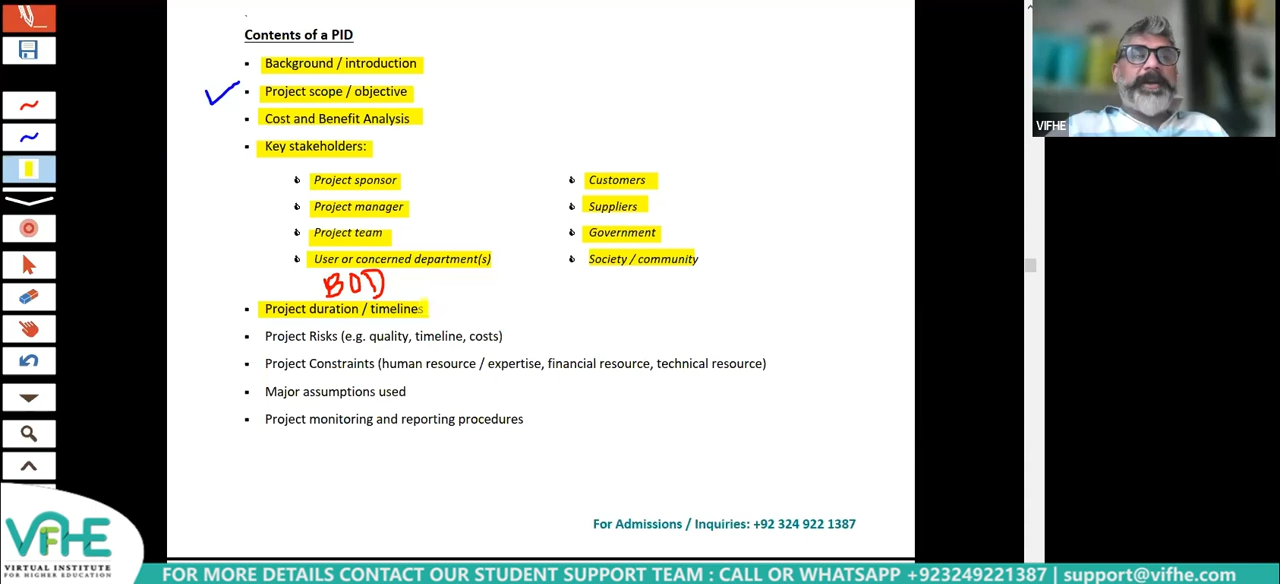 Contents of a PID
Background / introduction
Project scope / objective
Cost and Benefit Analysis
Key stakeholders:
Project sponsor
Project manager
Project team
User or concerned department(s)
Customers
Suppliers
Government
Society / community
BOD
Project duration / timelines
Project Risks (e.g. quality, timeline, costs)
Project Constraints (human resource / expertise, financial resource, technical resource)
Major assumptions used
Project monitoring and reporting procedures
For Admissions / Inquiries: +92 324 922 1387
VIFHE
VIFHE
VIRTUAL INSTITUTE
FOR HIGHER EDUCATION
FOR MORE DETAILS CONTACT OUR STUDENT SUPPORT TEAM : CALL OR WHATSAPP +923249221387 | support@vifhe.com